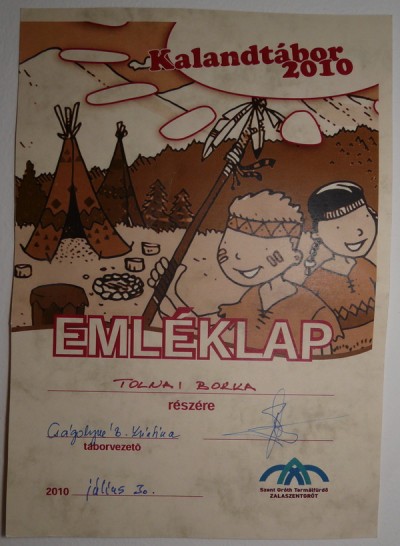 Kalandtábor
2010
EMLÉKLAP
TOLNAI BORKA
részére
táborvezető
2010 július 30.
Szent Gróth Termálfürdő
ZALASZENTGRÓT